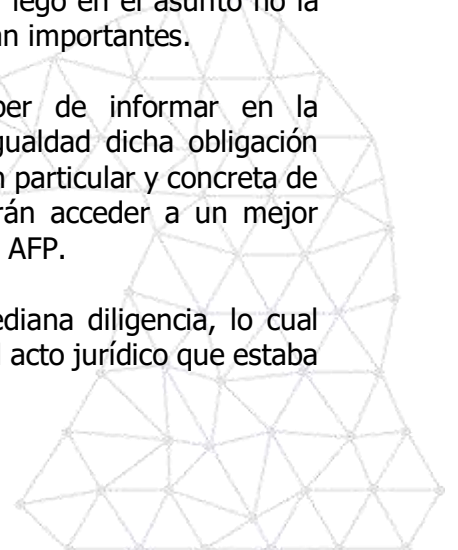 lego en el asunto no la
an importantes.
ber de informar en la
gualdad dicha obligación
n particular y concreta de
rán acceder a un mejor
AFP.
ediana diligencia, lo cual
l acto jurídico que estaba